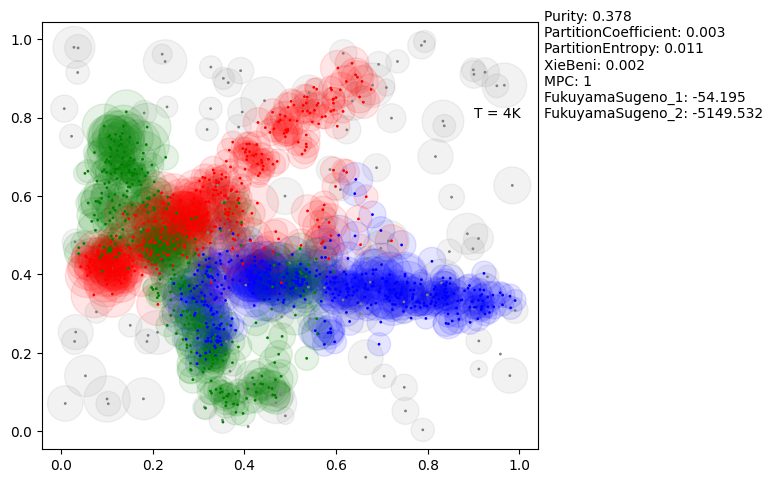 Purity: 0.378
PartitionCoefficient: 0.003
PartitionEntropy: 0.011
XieBeni: 0.002
MPC: 1
FukuyamaSugeno_1: -54.195
FukuyamaSugeno_2: -5149.532
T = 4K
1.0
0.8
0.6
0.4
0.2
0.0
0.0 0.2 0.4 0.6 0.8 1.0